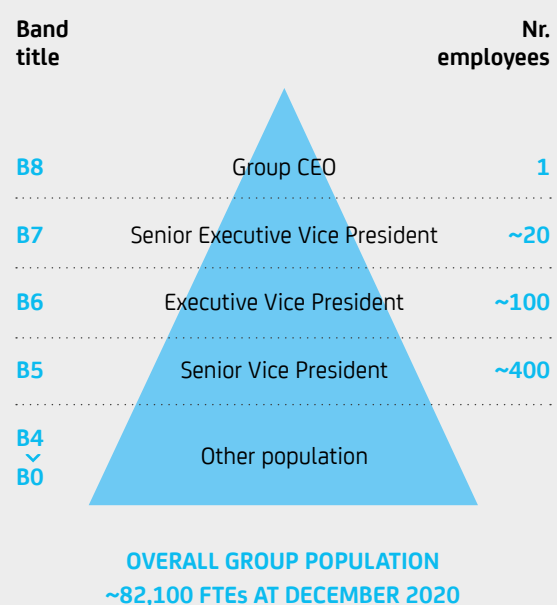 Band title
Nr. employees
B8 Group CEO 1
B7 Senior Executive Vice President ~20
B6 Executive Vice President ~100
B5 Senior Vice President ~400
B4
B0
Other population
OVERALL GROUP POPULATION
~82,100 FTEs AT DECEMBER 2020